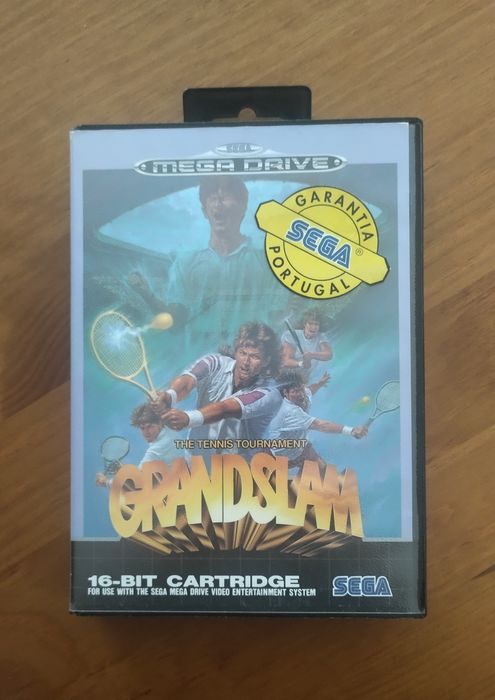 SEGA
MEGA DRIVE
GARANTIA
SEGA®
PORTUGAL
THE TENNIS TOURNAMENT
GRANDSLAM
16-BIT CARTRIDGE
FOR USE WITH THE SEGA MEGA DRIVE VIDEO ENTERTAINMENT SYSTEM
SEGA